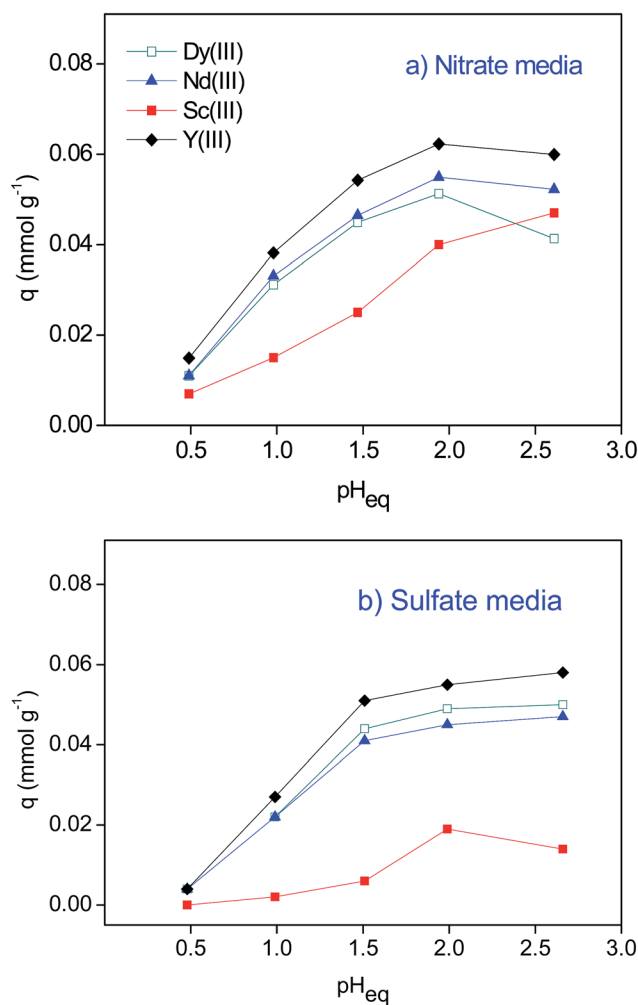 a) Nitrate media
Dy(III)
Nd(III)
Sc(III)
Y(III)
q (mmol g⁻¹)
0.08
0.06
0.04
0.02
0.00
0.5 1.0 1.5 2.0 2.5 3.0
pHeq
b) Sulfate media
q (mmol g⁻¹)
0.08
0.06
0.04
0.02
0.00
0.5 1.0 1.5 2.0 2.5 3.0
pHeq